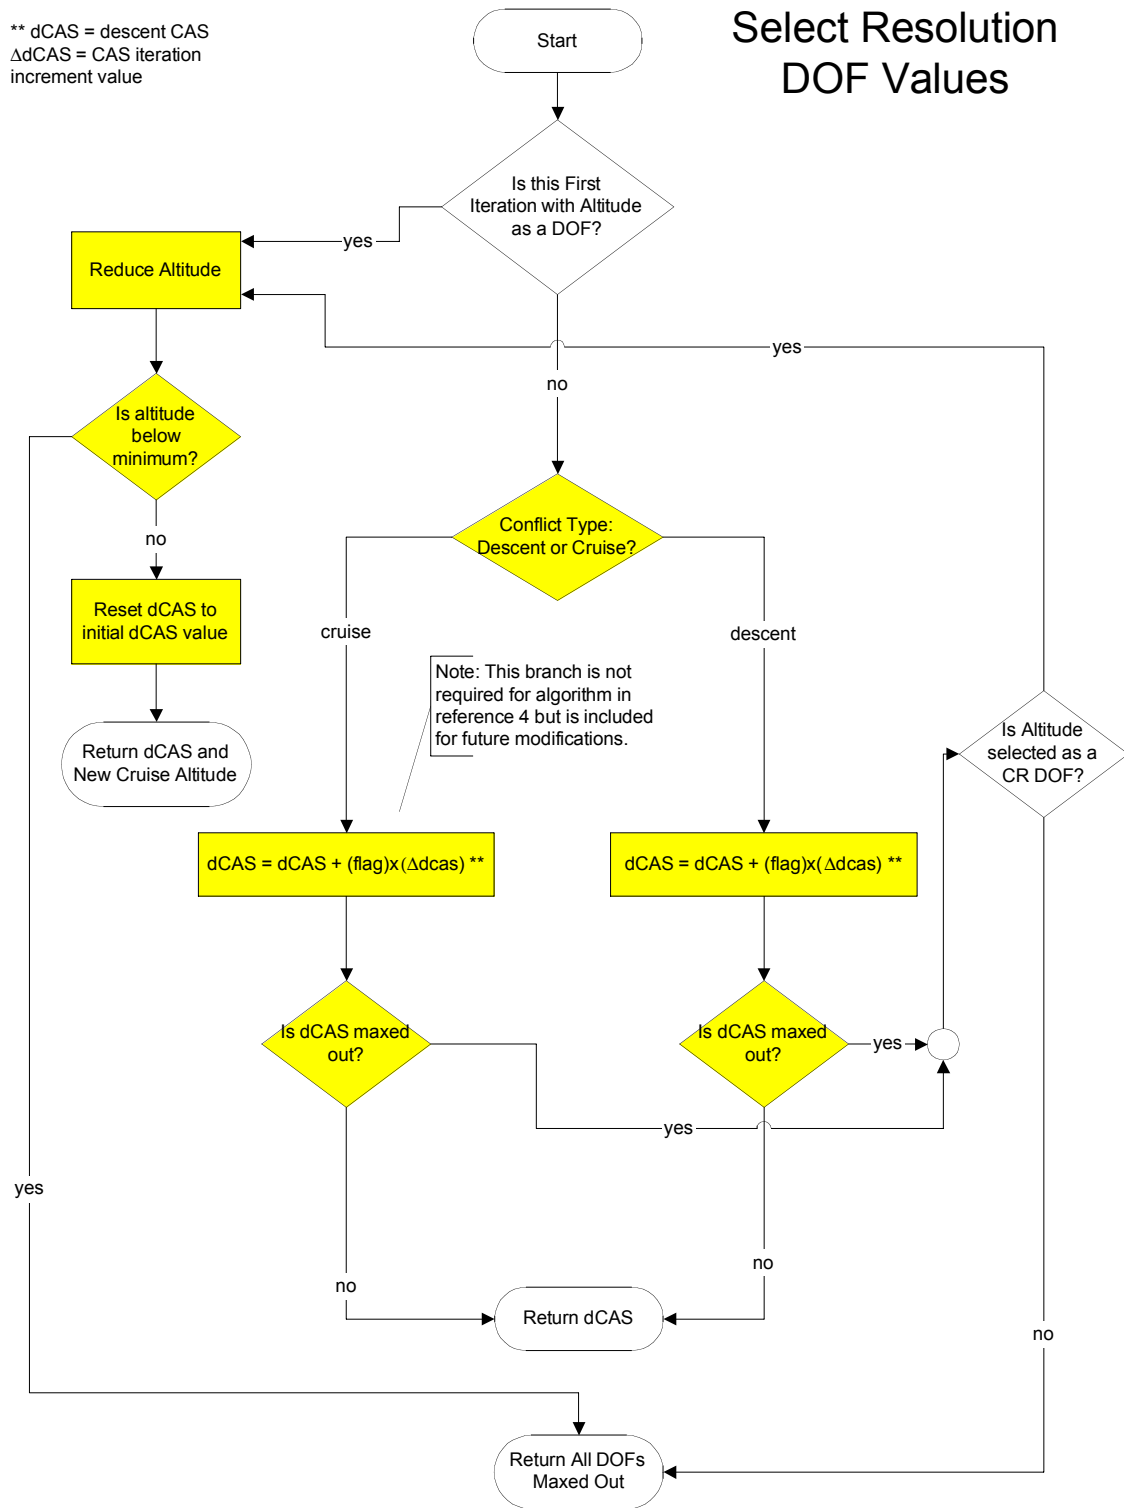 ** dCAS = descent CAS
ΔdCAS = CAS iteration
increment value
Select Resolution
DOF Values
Start
Is this First
Iteration with Altitude
as a DOF?
yes
Reduce Altitude
yes
no
Is altitude
below
minimum?
no
Conflict Type:
Descent or Cruise?
Reset dCAS to
initial dCAS value
cruise
descent
Note: This branch is not
required for algorithm in
reference 4 but is included
for future modifications.
Is Altitude
selected as a
CR DOF?
Return dCAS and
New Cruise Altitude
dCAS = dCAS + (flag)x(Δdcas) **
dCAS = dCAS + (flag)x(Δdcas) **
Is dCAS maxed
out?
Is dCAS maxed
out?
yes
yes
yes
no
no
Return dCAS
no
Return All DOFs
Maxed Out